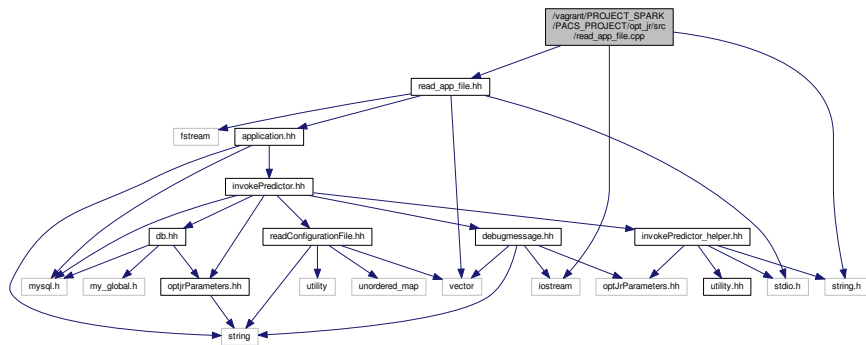 /vagrant/PROJECT_SPARK
/PACS_PROJECT/opt_jr/src
/read_app_file.cpp
read_app_file.hh
fstream
application.hh
invokePredictor.hh
db.hh
readConfigurationFile.hh
debugmessage.hh
invokePredictor_helper.hh
mysql.h
my_global.h
optjrParameters.hh
utility
unordered_map
vector
iostream
optJrParameters.hh
utility.hh
stdio.h
string.h
string